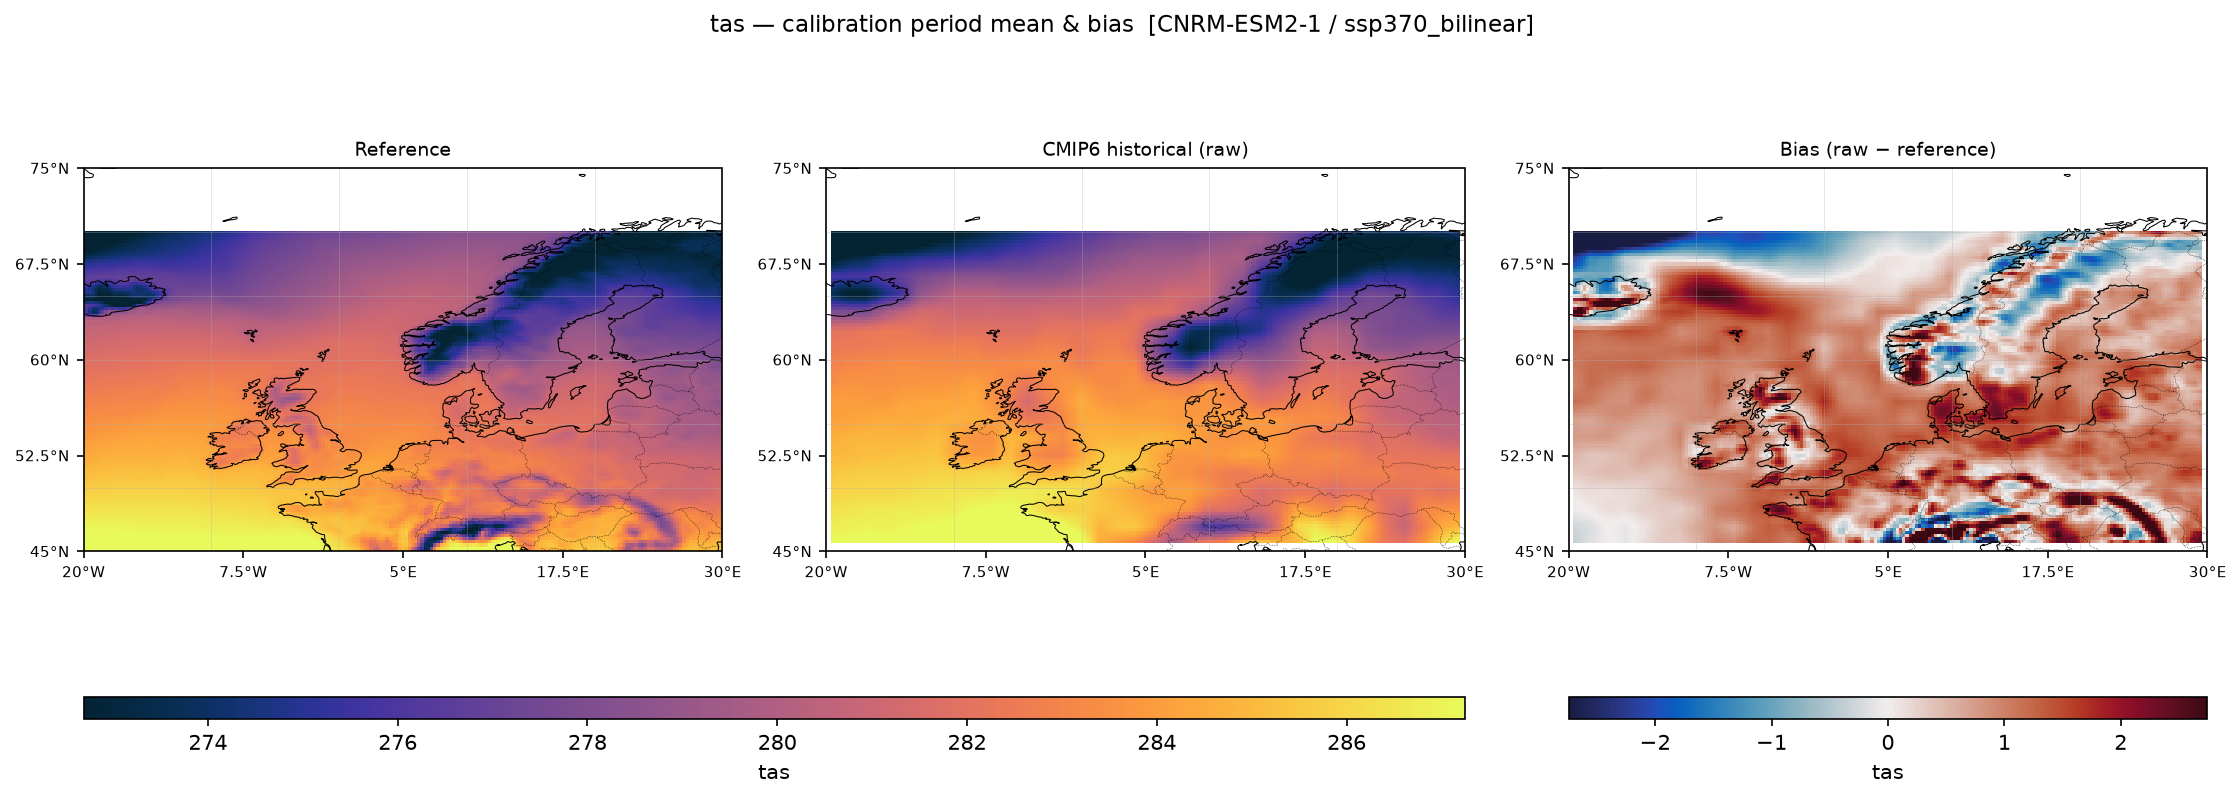 tas — calibration period mean & bias  [CNRM-ESM2-1 / ssp370_bilinear]
Reference
CMIP6 historical (raw)
Bias (raw − reference)
75°N
67.5°N
60°N
52.5°N
45°N
20°W
7.5°W
5°E
17.5°E
30°E
75°N
67.5°N
60°N
52.5°N
45°N
20°W
7.5°W
5°E
17.5°E
30°E
75°N
67.5°N
60°N
52.5°N
45°N
20°W
7.5°W
5°E
17.5°E
30°E
274
276
278
280
282
284
286
tas
−2
−1
0
1
2
tas